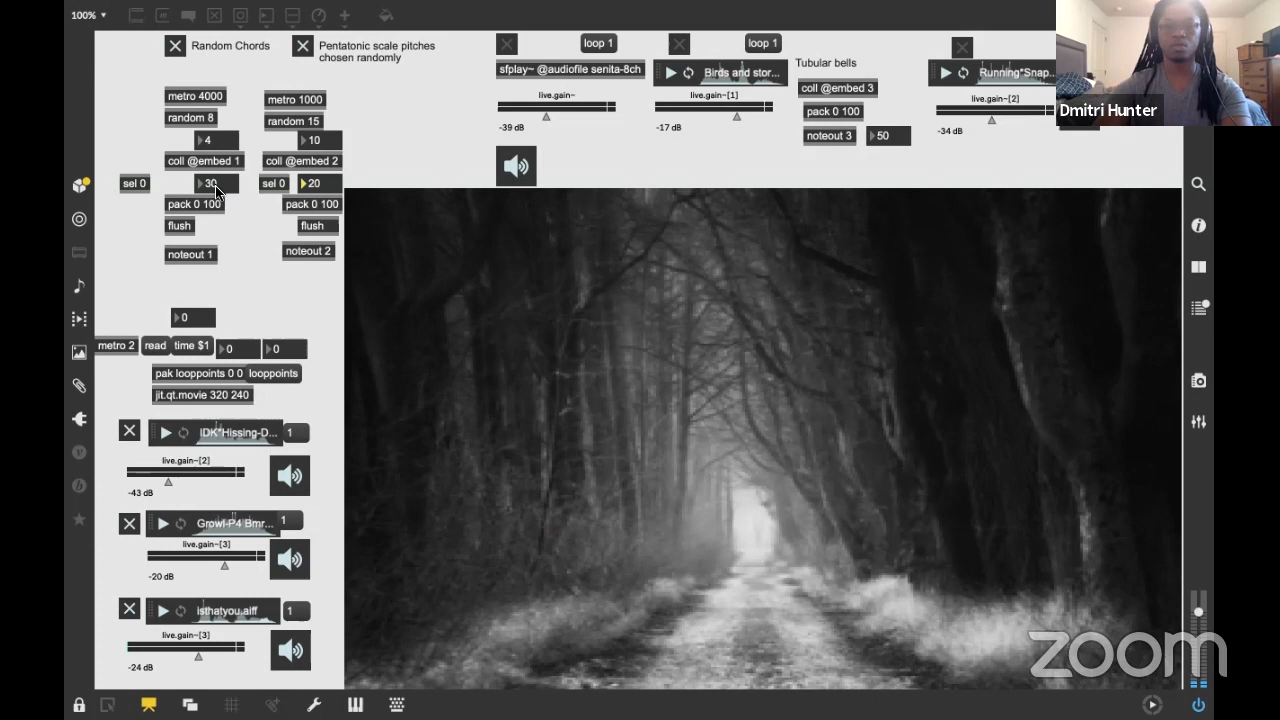 100%
Random Chords
Pentatonic scale pitches
chosen randomly
metro 4000
random 8
4
coll @embed 1
sel 0
30
pack 0 100
flush
noteout 1
metro 1000
random 15
10
coll @embed 2
sel 0
20
pack 0 100
flush
noteout 2
loop 1
sfplay~ @audiofile senita-8ch
live.gain~
-39 dB
loop 1
Birds and stor...
live.gain~[1]
-17 dB
Tubular bells
coll @embed 3
pack 0 100
noteout 3
50
Running*Snap..
live.gain~[2]
-34 dB
Dmitri Hunter
0
metro 2
read
time $1
0
0
pak looppoints 0 0
looppoints
jit.qt.movie 320 240
IDK*Hissing-D...
1
live.gain~[2]
-43 dB
Growl-P4 Bmr...
1
live.gain~[3]
-20 dB
isthatyou.aiff
1
live.gain~[3]
-24 dB
zoom